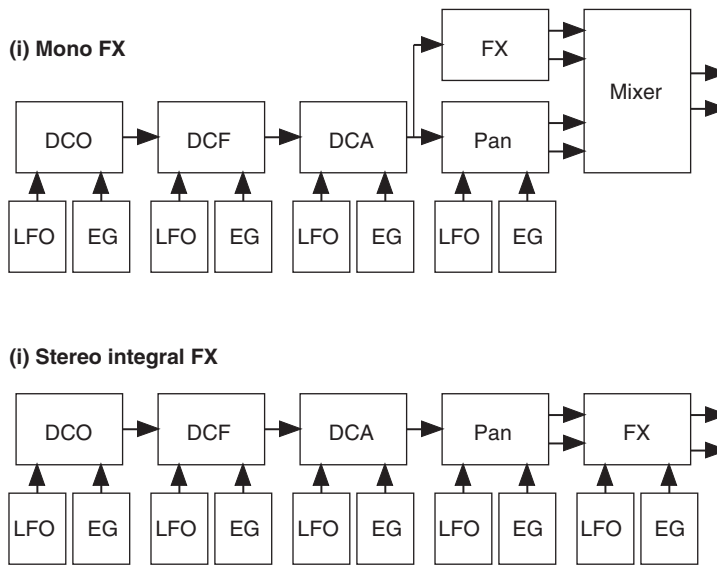 (i) Mono FX
FX
Mixer
DCO DCF DCA Pan
LFO EG LFO EG LFO EG LFO EG
(i) Stereo integral FX
DCO DCF DCA Pan FX
LFO EG LFO EG LFO EG LFO EG LFO EG